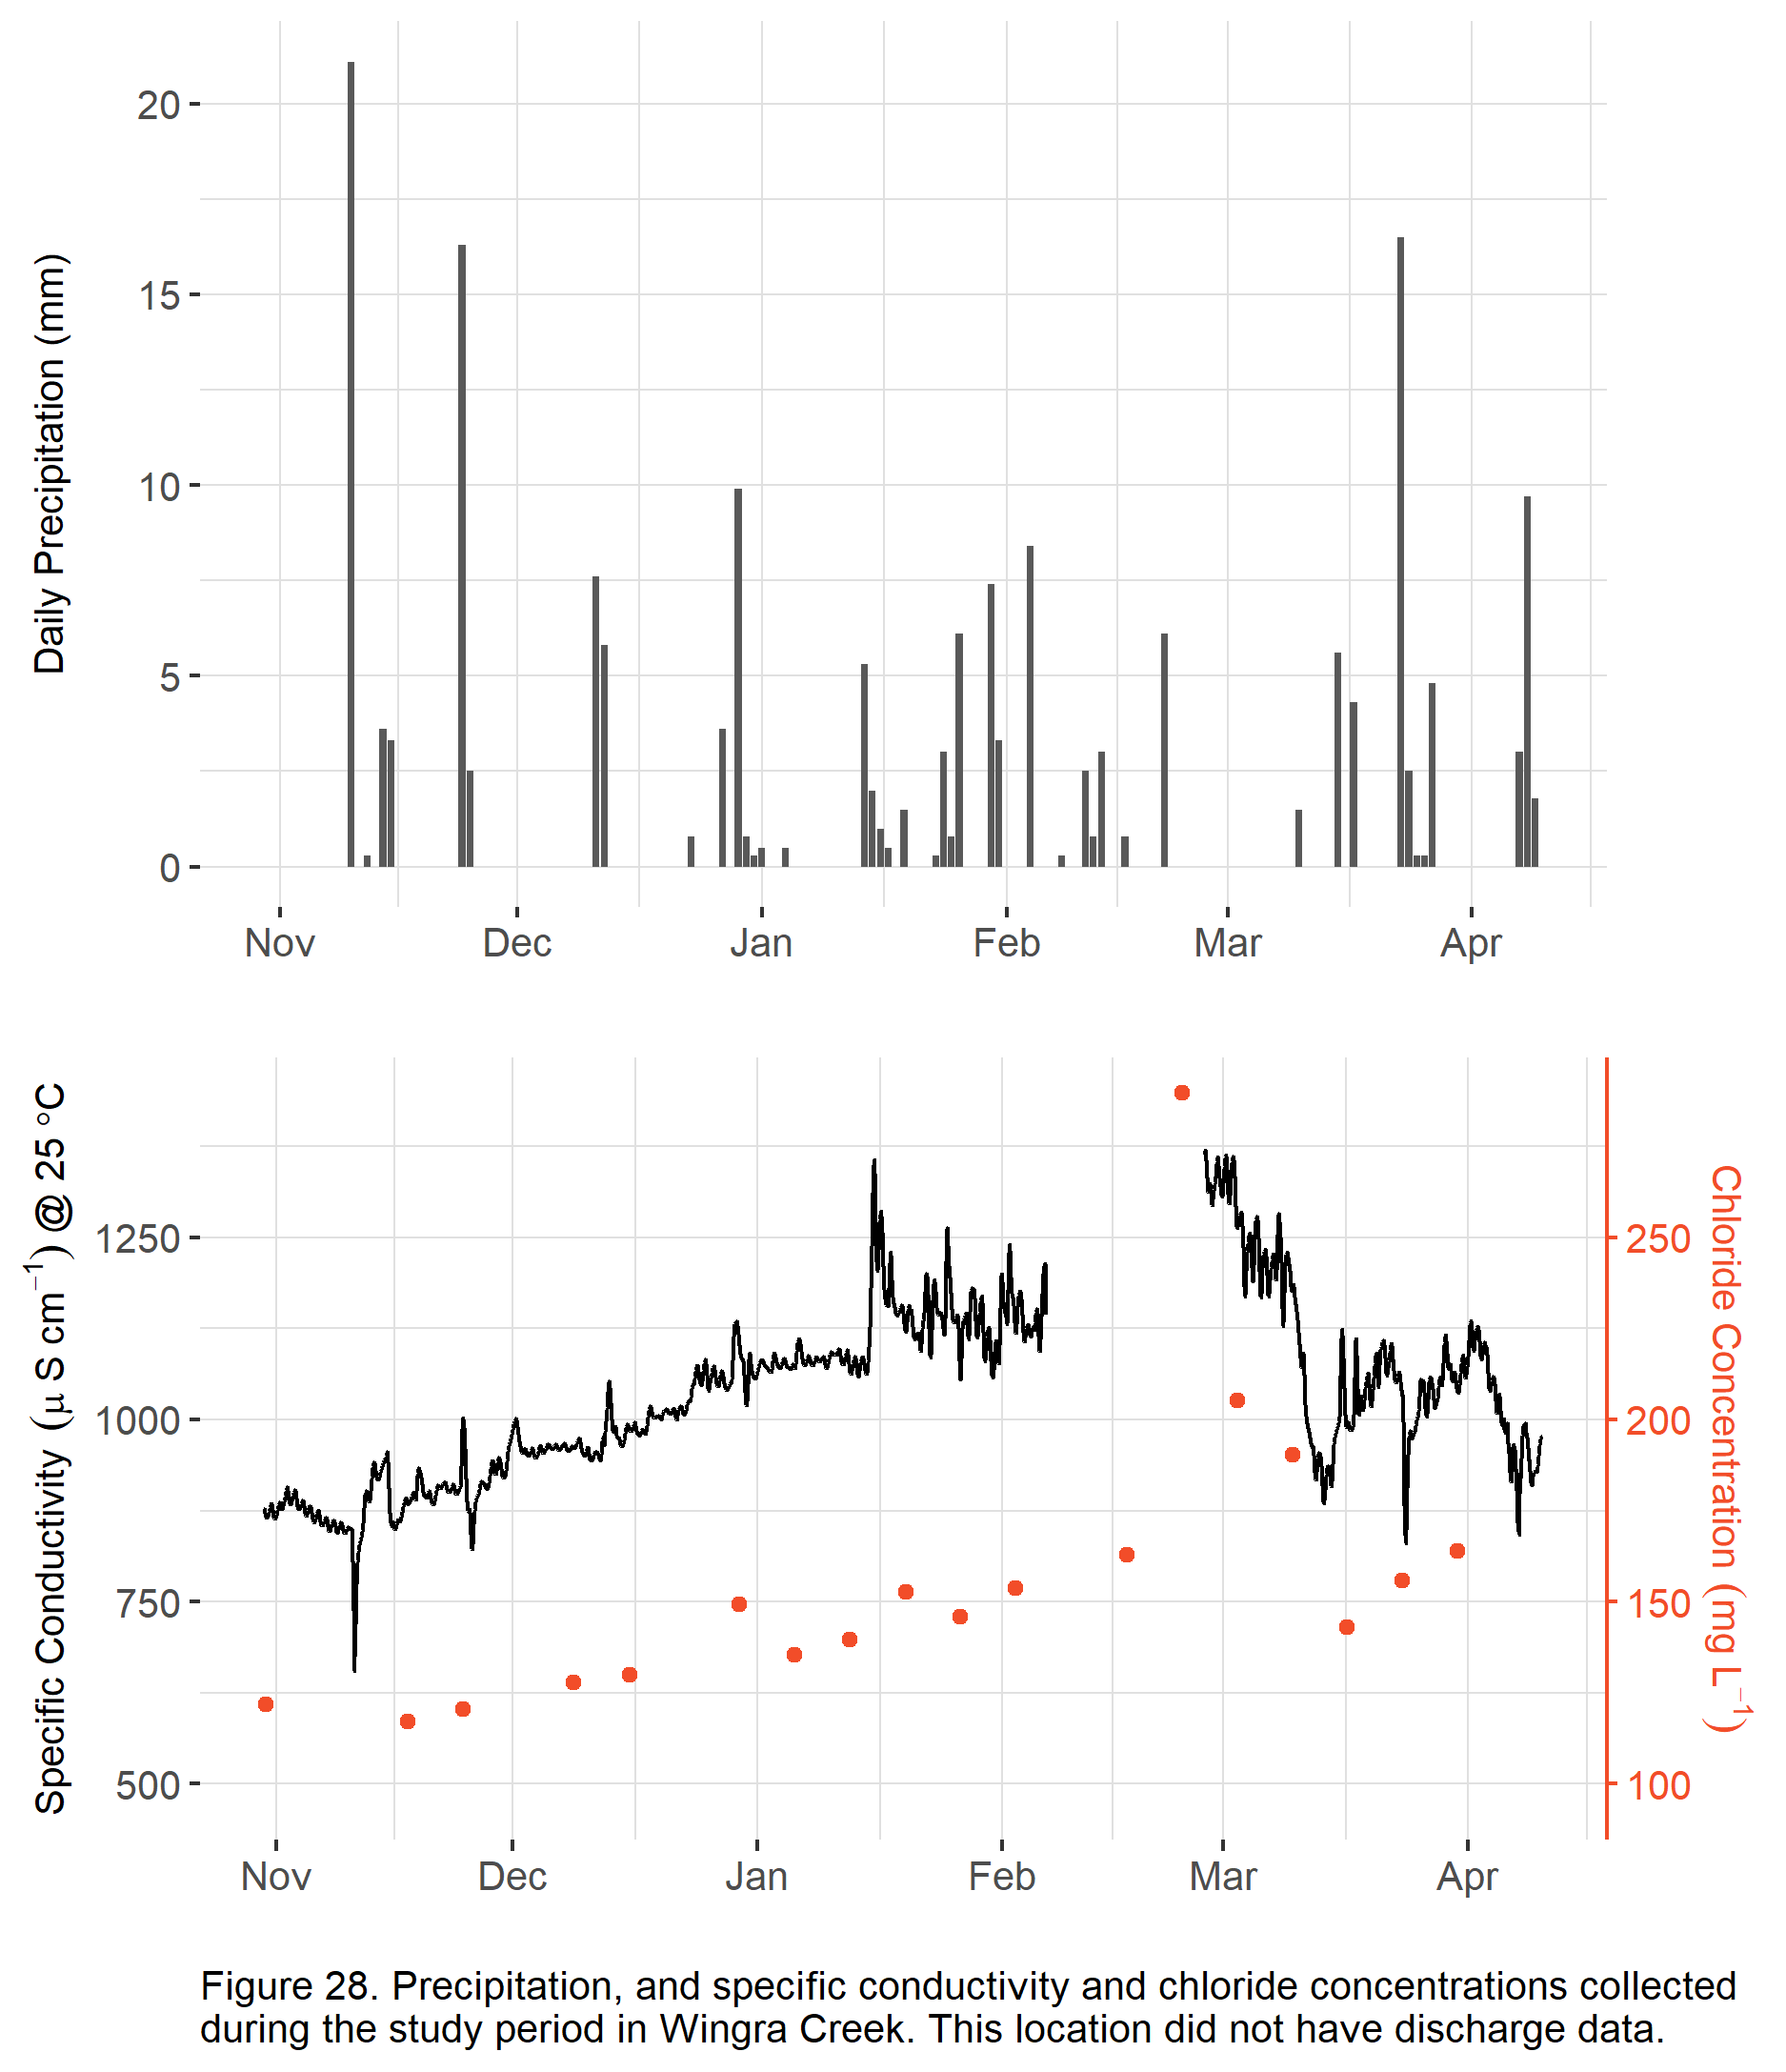 Daily Precipitation (mm)
20
15
10
5
0
Nov Dec Jan Feb Mar Apr
Specific Conductivity (μ S cm⁻¹) @ 25 °C
1250
1000
750
500
250
200
150
100
Chloride Concentration (mg L⁻¹)
Nov Dec Jan Feb Mar Apr
Figure 28. Precipitation, and specific conductivity and chloride concentrations collected
during the study period in Wingra Creek. This location did not have discharge data.